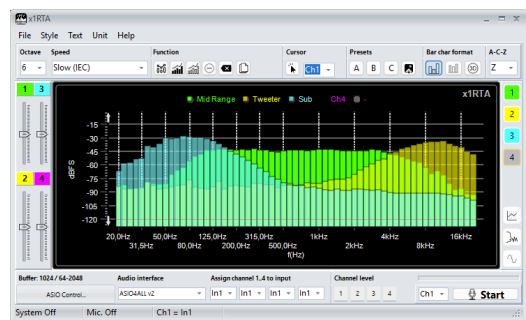 x1RTA
File Style Text Unit Help
Octave Speed Function Cursor Presets Bar char format A-C-Z
6 Slow (IEC) Ch1 A B C 3D Z
1 3
2 4
x1RTA
Mid Range Tweeter Sub Ch4 -
-15
-30
-45
-60
-75
-90
-105
-120
dBFS
20,0Hz 50,0Hz 125,0Hz 315,0Hz 1kHz 4kHz 16kHz
31,5Hz 80,0Hz 200,0Hz 500,0Hz 2kHz 8kHz
f(Hz)
1
2
3
4
Buffer: 1024 / 64-2048 Audio interface Assign channel 1..4 to input Channel level
ASIO Control... ASIO4ALL v2 In1 In1 In1 In1 1 2 3 4 Ch1 Start
System Off Mic. Off Ch1 = In1